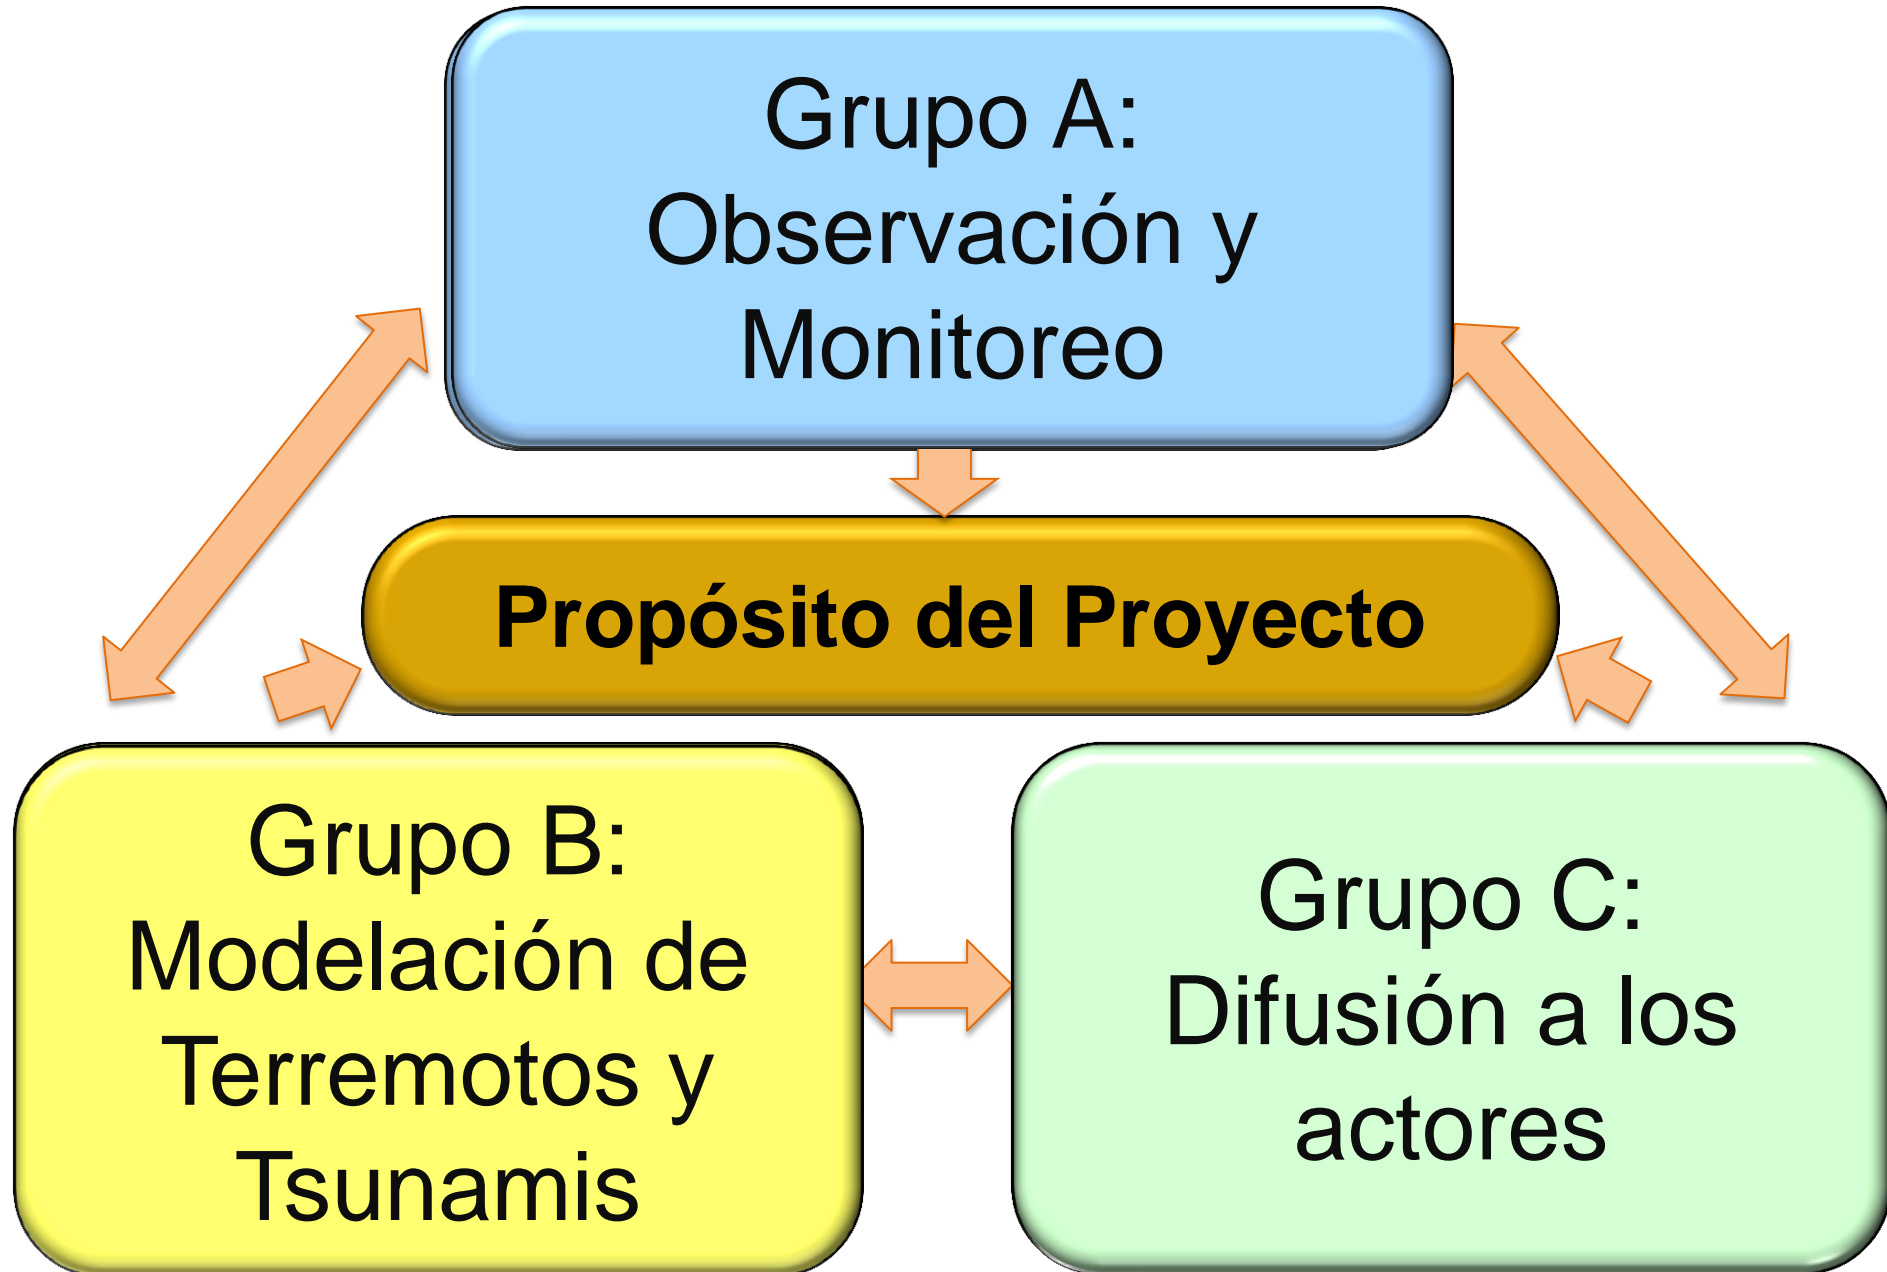 Grupo A:
Observación y
Monitoreo
Propósito del Proyecto
Grupo B:
Modelación de
Terremotos y
Tsunamis
Grupo C:
Difusión a los
actores